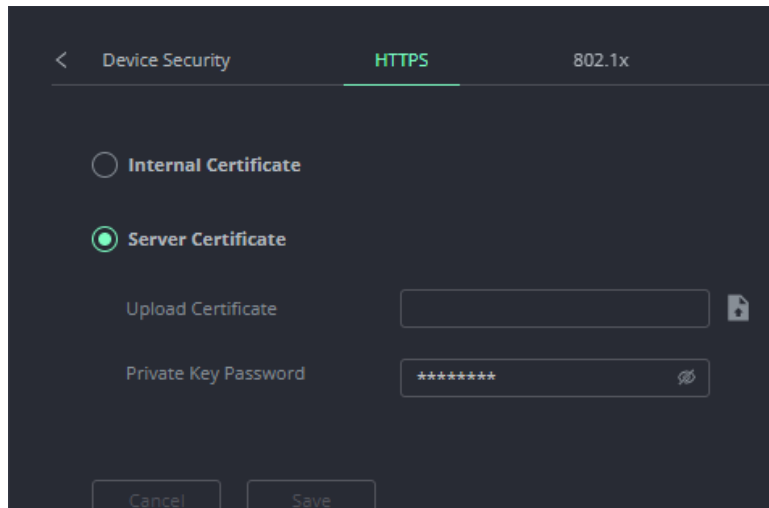 Device Security HTTPS 802.1x
Internal Certificate
Server Certificate
Upload Certificate
Private Key Password ********
Cancel Save